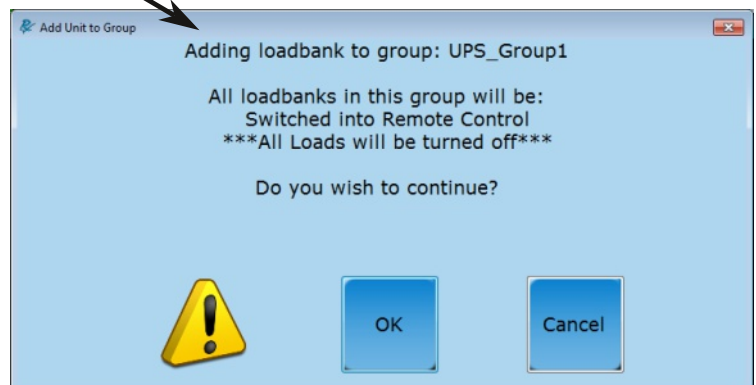 Add Unit to Group
Adding loadbank to group: UPS_Group1
All loadbanks in this group will be:
Switched into Remote Control
***All Loads will be turned off***
Do you wish to continue?
OK
Cancel